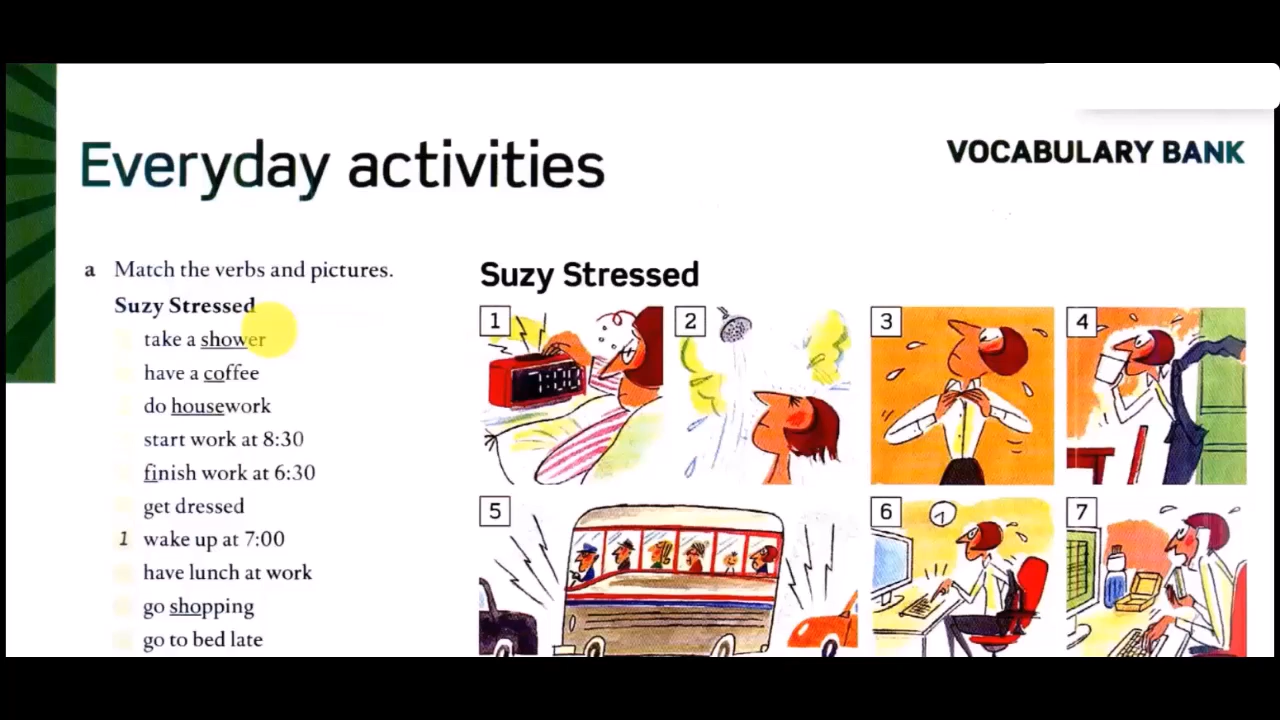 Everyday activities
VOCABULARY BANK
a Match the verbs and pictures.
Suzy Stressed
take a shower
have a coffee
do housework
start work at 8:30
finish work at 6:30
get dressed
1 wake up at 7:00
have lunch at work
go shopping
go to bed late
Suzy Stressed
1
7:00
2
3
4
5
6
7